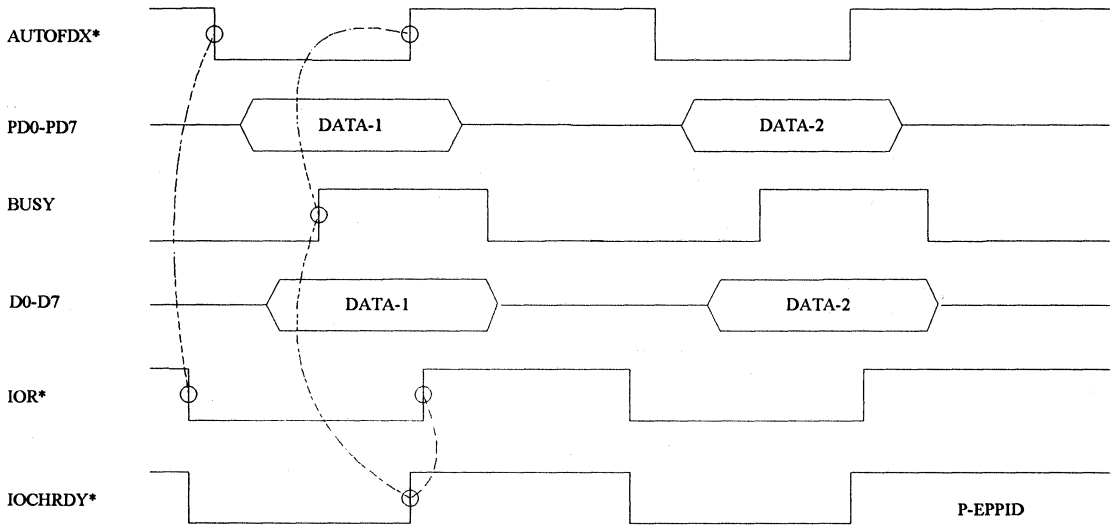 AUTOFDX*
PD0-PD7
DATA-1
DATA-2
BUSY
D0-D7
DATA-1
DATA-2
IOR*
IOCHRDY*
P-EPPID